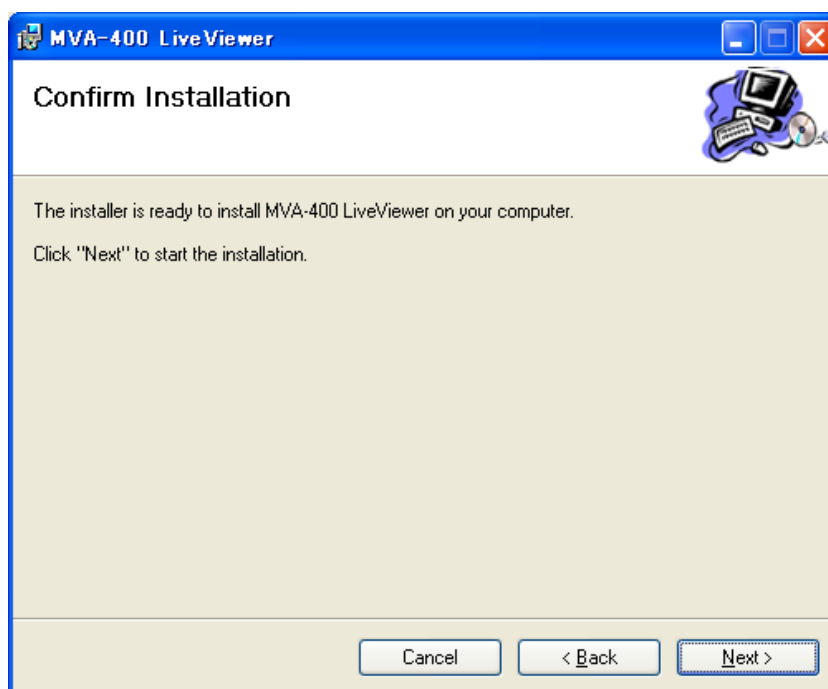 MVA-400 LiveViewer
Confirm Installation
The installer is ready to install MVA-400 LiveViewer on your computer.
Click "Next" to start the installation.
Cancel
< Back
Next >